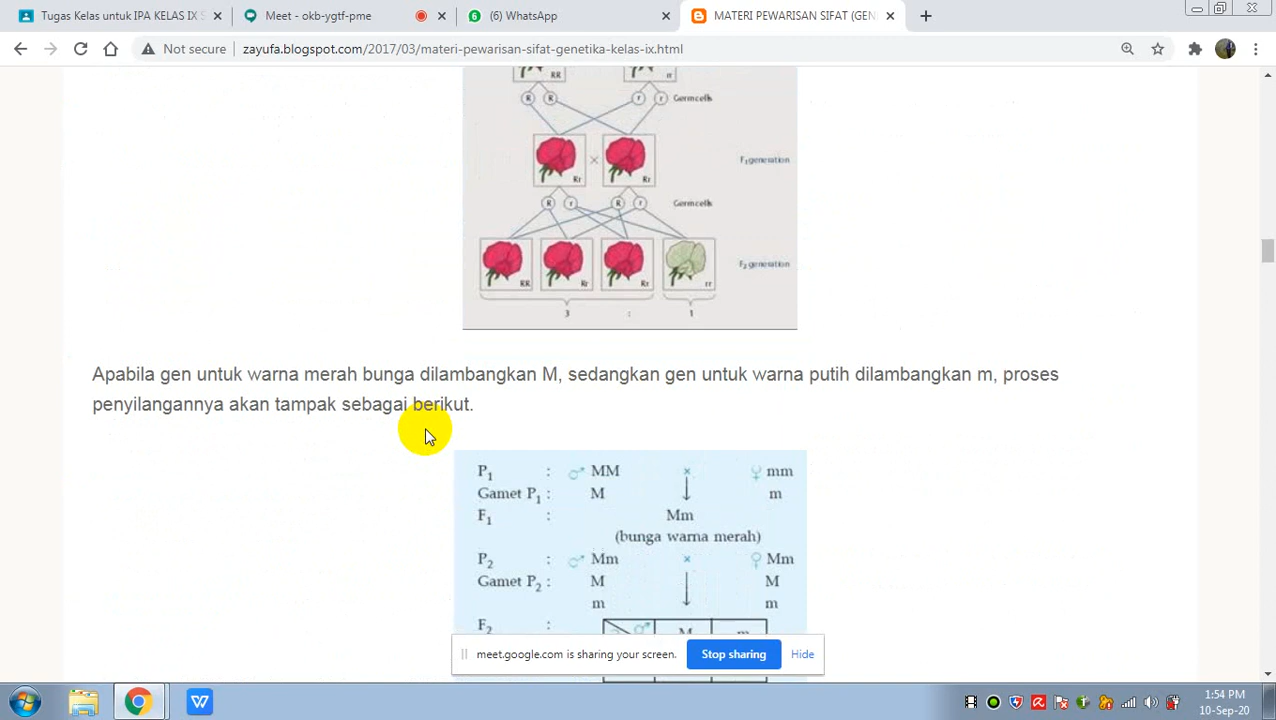 Tugas Kelas untuk IPA KELAS IX S
Meet - okb-ygtf-pme
(6) WhatsApp
MATERI PEWARISAN SIFAT (GEN
Not secure
zayufa.blogspot.com/2017/03/materi-pewarisan-sifat-genetika-kelas-ix.html
RR rr
R R r r Germ cells
Rr × Rr F₁ generation
R r R r Germ cells
RR Rr Rr rr F₂ generation
3 : 1
Apabila gen untuk warna merah bunga dilambangkan M, sedangkan gen untuk warna putih dilambangkan m, proses
penyilangannya akan tampak sebagai berikut.
P₁ : ♂ MM × ♀ mm
Gamet P₁ : M m
F₁ : Mm
(bunga warna merah)
P₂ : ♂ Mm × ♀ Mm
Gamet P₂ : M M
m m
F₂ : ♂ M m
meet.google.com is sharing your screen. Stop sharing Hide
1:54 PM
10-Sep-20